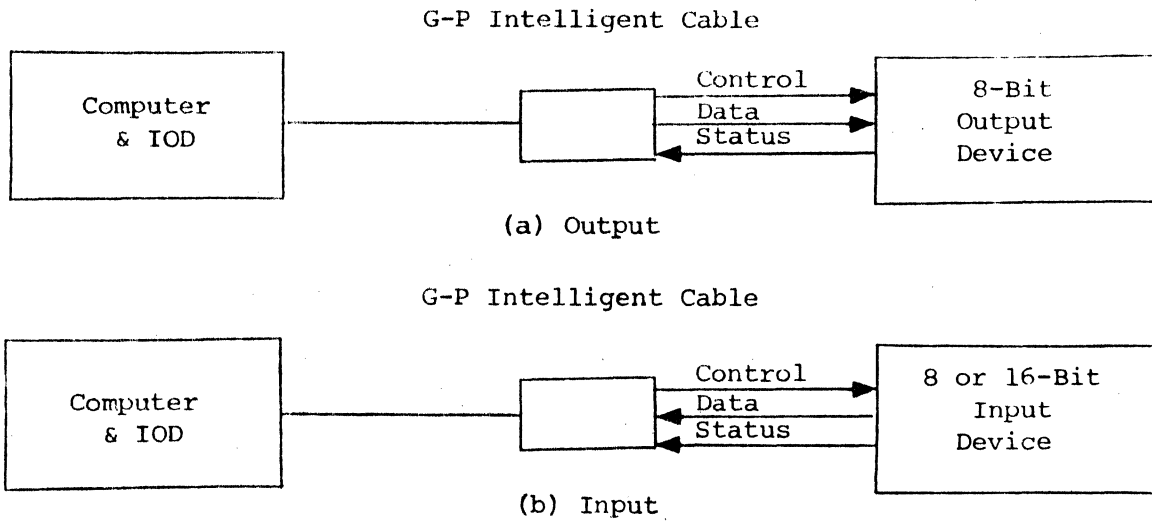 G-P Intelligent Cable
Computer
& IOD
Control
Data
Status
8-Bit
Output
Device
(a) Output
G-P Intelligent Cable
Computer
& IOD
Control
Data
Status
8 or 16-Bit
Input
Device
(b) Input